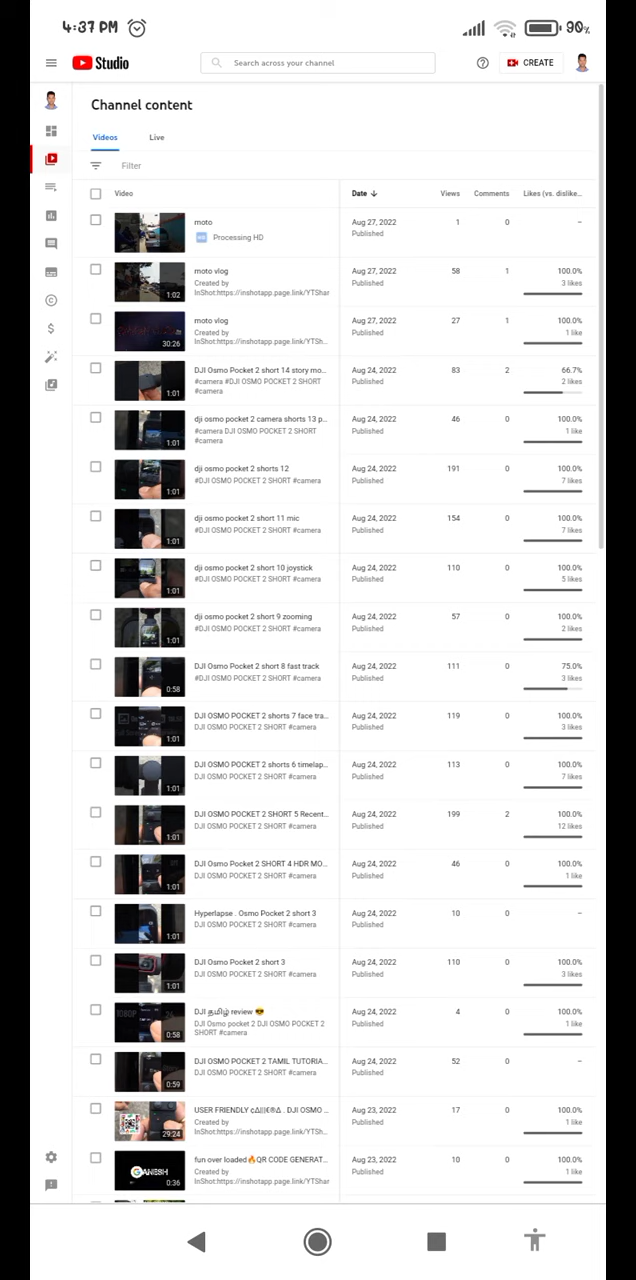 4:37 PM 90%
Studio Search across your channel CREATE
Channel content
Videos Live
Filter
Video Date ↓ Views Comments Likes (vs. dislike...
moto Aug 27, 2022 1 0 –
HD Processing HD Published
moto vlog Aug 27, 2022 58 1 100.0%
Created by Published 3 likes
InShot:https://inshotapp.page.link/YTShar
1:02
moto vlog Aug 27, 2022 27 1 100.0%
Created by Published 1 like
InShot:https://inshotapp.page.link/YTSh...
30:26
DJI Osmo Pocket 2 short 14 story mo... Aug 24, 2022 83 2 66.7%
#camera #DJI OSMO POCKET 2 SHORT Published 2 likes
#camera
1:01
dji osmo pocket 2 camera shorts 13 p... Aug 24, 2022 46 0 100.0%
#camera DJI OSMO POCKET 2 SHORT Published 1 like
#camera
1:01
dji osmo pocket 2 shorts 12 Aug 24, 2022 191 0 100.0%
#DJI OSMO POCKET 2 SHORT #camera Published 7 likes
1:01
dji osmo pocket 2 short 11 mic Aug 24, 2022 154 0 100.0%
#DJI OSMO POCKET 2 SHORT #camera Published 7 likes
1:01
dji osmo pocket 2 short 10 joystick Aug 24, 2022 110 0 100.0%
#DJI OSMO POCKET 2 SHORT #camera Published 5 likes
1:01
dji osmo pocket 2 short 9 zooming Aug 24, 2022 57 0 100.0%
#DJI OSMO POCKET 2 SHORT #camera Published 2 likes
1:01
DJI Osmo Pocket 2 short 8 fast track Aug 24, 2022 111 0 75.0%
#DJI OSMO POCKET 2 SHORT #camera Published 3 likes
0:58
DJI OSMO POCKET 2 shorts 7 face tra... Aug 24, 2022 119 0 100.0%
DJI OSMO POCKET 2 SHORT #camera Published 3 likes
1:01
DJI OSMO POCKET 2 shorts 6 timelap... Aug 24, 2022 113 0 100.0%
DJI OSMO POCKET 2 SHORT #camera Published 7 likes
1:01
DJI OSMO POCKET 2 SHORT 5 Recent... Aug 24, 2022 199 2 100.0%
DJI OSMO POCKET 2 SHORT #camera Published 12 likes
1:01
DJI Osmo Pocket 2 SHORT 4 HDR MO... Aug 24, 2022 46 0 100.0%
DJI OSMO POCKET 2 SHORT #camera Published 1 like
1:01
Hyperlapse . Osmo Pocket 2 short 3 Aug 24, 2022 10 0 –
DJI OSMO POCKET 2 SHORT #camera Published
1:01
DJI Osmo Pocket 2 short 3 Aug 24, 2022 110 0 100.0%
DJI OSMO POCKET 2 SHORT #camera Published 3 likes
1:01
DJI தமிழ் review 😎 Aug 24, 2022 4 0 100.0%
DJI Osmo pocket 2 DJI OSMO POCKET 2 Published 1 like
SHORT #camera
1080P 24 0:58
DJI OSMO POCKET 2 TAMIL TUTORIA... Aug 24, 2022 52 0 –
DJI OSMO POCKET 2 SHORT #camera Published
0:59
USER FRIENDLY . DJI OSMO ... Aug 23, 2022 17 0 100.0%
Created by Published 1 like
InShot:https://inshotapp.page.link/YTSh...
29:24
fun over loaded🔥QR CODE GENERAT... Aug 23, 2022 10 0 100.0%
Created by Published 1 like
InShot:https://inshotapp.page.link/YTShar
GANESH 0:36